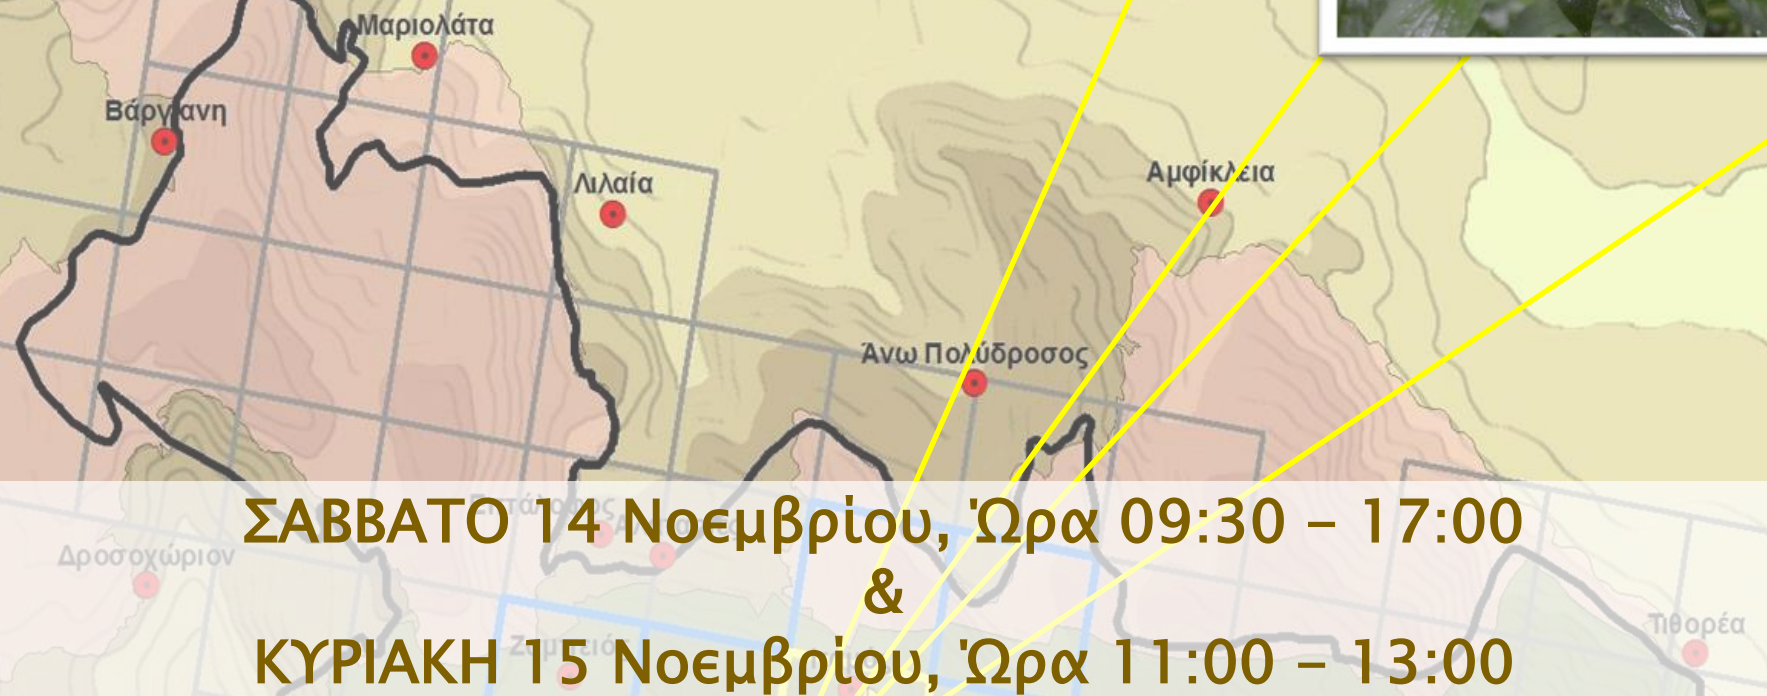 Μαριολάτα
Βάργιανη
Αμφίκλεια
Λιλαία
Άνω Πολύδροσος
ΣΑΒΒΑΤΟ 14 Νοεμβρίου, Ώρα 09:30 – 17:00
Δροσοχώριον
&
Τιθορέα
ΚΥΡΙΑΚΗ 15 Νοεμβρίου, Ώρα 11:00 – 13:00